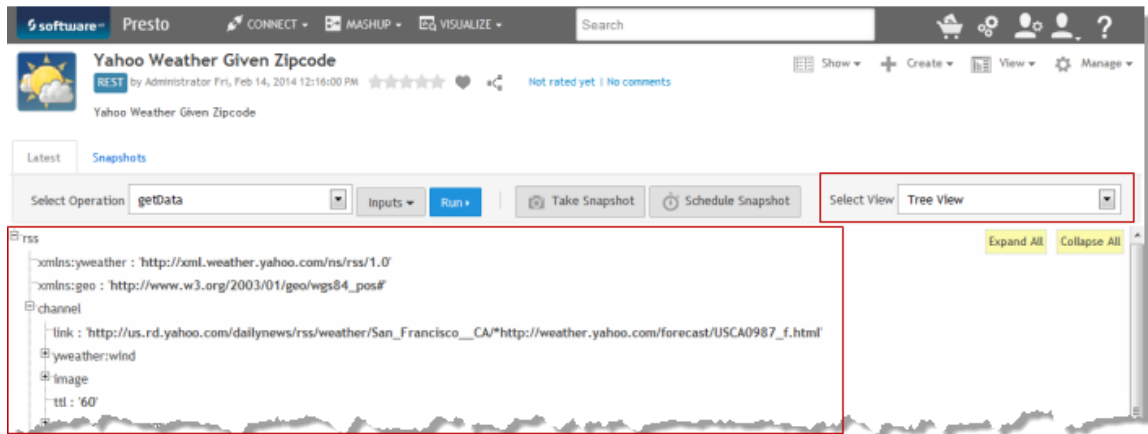 software AG Presto CONNECT MASHUP VISUALIZE Search ?
Yahoo Weather Given Zipcode
REST by Administrator Fri, Feb 14, 2014 12:16:00 PM Not rated yet | No comments Show Create View Manage
Yahoo Weather Given Zipcode
Latest Snapshots
Select Operation getData Inputs Run Take Snapshot Schedule Snapshot Select View Tree View
rss Expand All Collapse All
xmlns:yweather : 'http://xml.weather.yahoo.com/ns/rss/1.0'
xmlns:geo : 'http://www.w3.org/2003/01/geo/wgs84_pos#'
channel
link : 'http://us.rd.yahoo.com/dailynews/rss/weather/San_Francisco__CA/*http://weather.yahoo.com/forecast/USCA0987_f.html'
yweather:wind
image
ttl : '60'